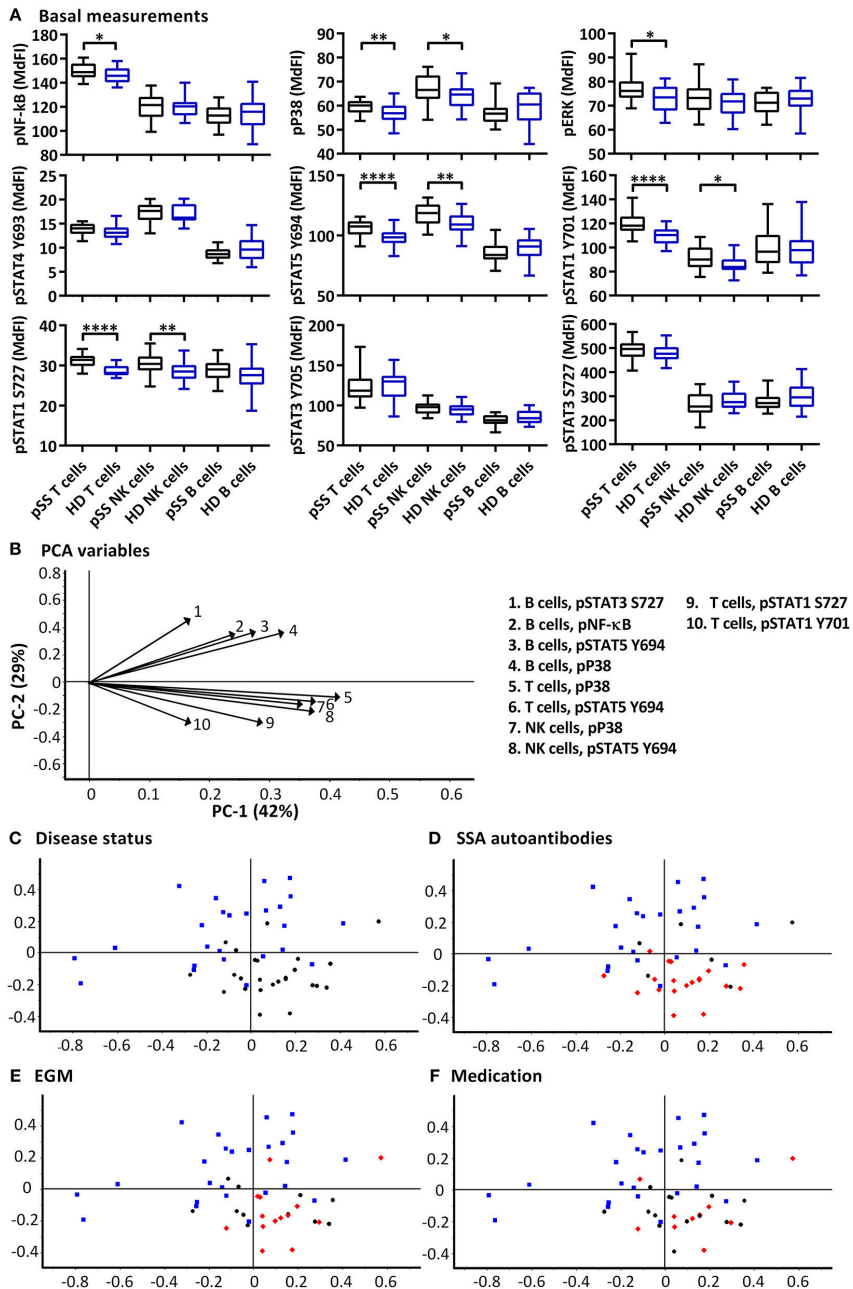 A Basal measurements
pNF-kB (MdFI)
180
160
140
120
100
80
*
pP38 (MdFI)
90
80
70
60
50
40
** *
pERK (MdFI)
100
90
80
70
60
50
*
pSTAT4 Y693 (MdFI)
25
20
15
10
5
0
pSTAT5 Y694 (MdFI)
150
100
50
**** **
pSTAT1 Y701 (MdFI)
160
140
120
100
80
60
**** *
pSTAT1 S727 (MdFI)
40
30
20
10
**** **
pSTAT3 Y705 (MdFI)
200
150
100
50
pSTAT3 S727 (MdFI)
600
500
400
300
200
100
pSS T cells
HD T cells
pSS NK cells
HD NK cells
pSS B cells
HD B cells
pSS T cells
HD T cells
pSS NK cells
HD NK cells
pSS B cells
HD B cells
pSS T cells
HD T cells
pSS NK cells
HD NK cells
pSS B cells
HD B cells
B PCA variables
PC-2 (29%)
0.8
0.6
0.4
0.2
0
-0.2
-0.4
-0.6
1
2
3
4
5
6
7
8
9
10
0 0.1 0.2 0.3 0.4 0.5 0.6
PC-1 (42%)
1. B cells, pSTAT3 S727
2. B cells, pNF-κB
3. B cells, pSTAT5 Y694
4. B cells, pP38
5. T cells, pP38
6. T cells, pSTAT5 Y694
7. NK cells, pP38
8. NK cells, pSTAT5 Y694
9. T cells, pSTAT1 S727
10. T cells, pSTAT1 Y701
C Disease status
0.4
0.2
0
-0.2
-0.4
-0.8 -0.6 -0.4 -0.2 0 0.2 0.4 0.6
D SSA autoantibodies
0.4
0.2
0
-0.2
-0.4
-0.8 -0.6 -0.4 -0.2 0 0.2 0.4 0.6
E EGM
0.4
0.2
0
-0.2
-0.4
-0.8 -0.6 -0.4 -0.2 0 0.2 0.4 0.6
F Medication
0.4
0.2
0
-0.2
-0.4
-0.8 -0.6 -0.4 -0.2 0 0.2 0.4 0.6